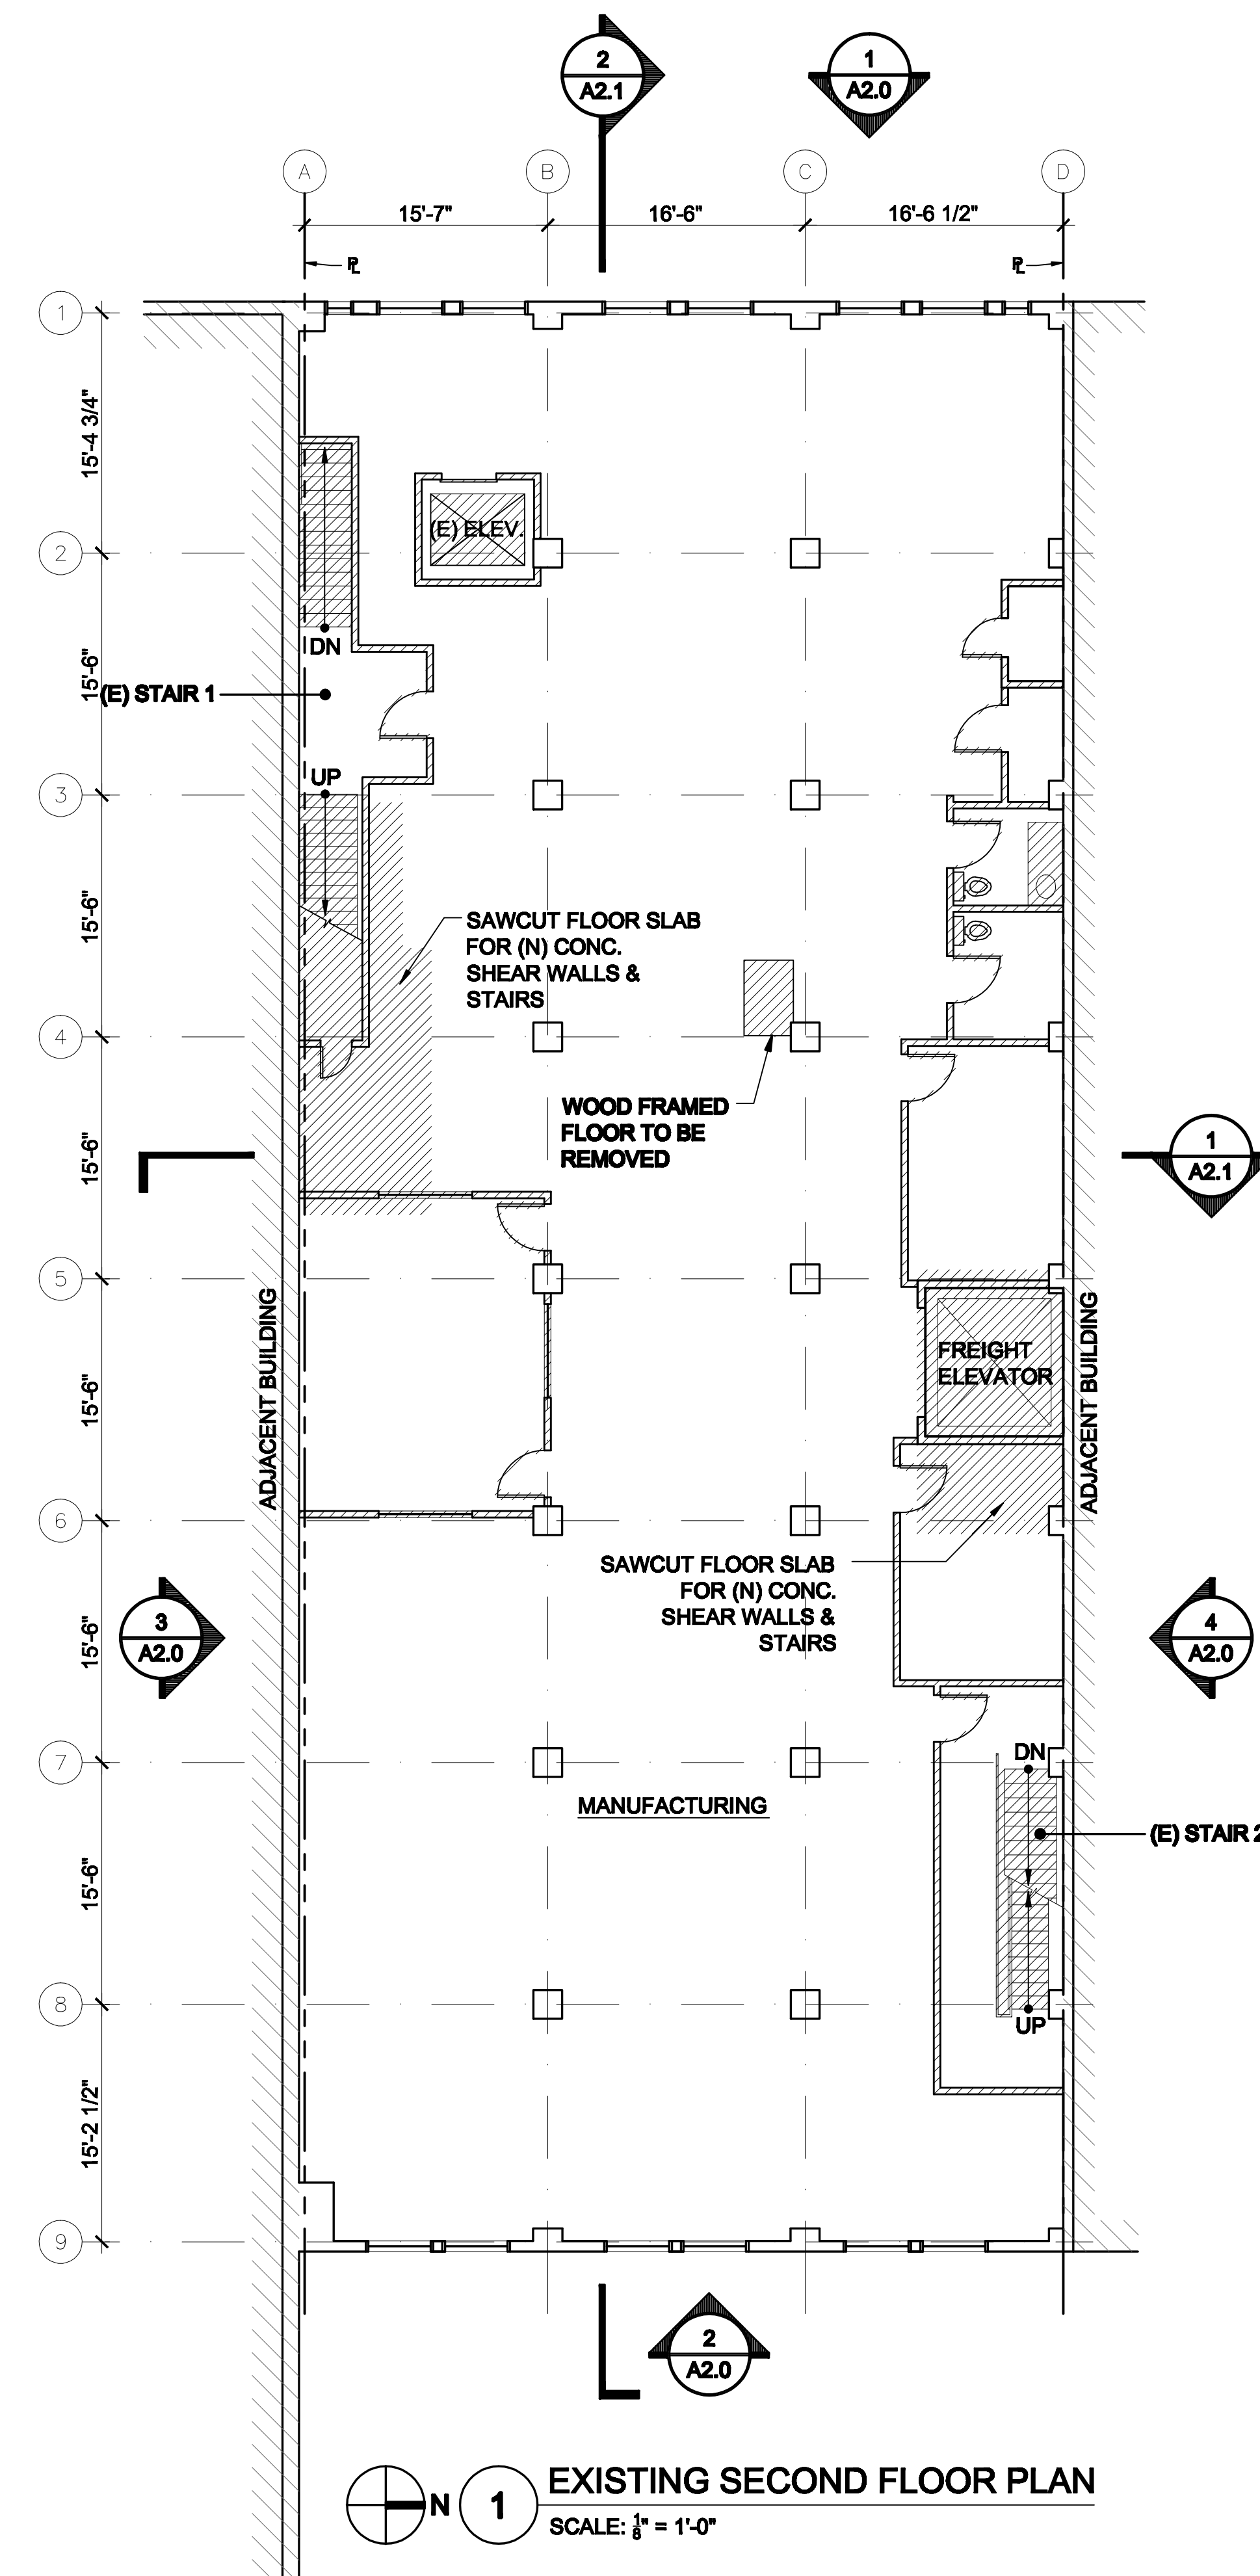 2
A2.1
1
A2.0
A
B
C
D
15'-7"
16'-6"
16'-6 1/2"
PL
PL
1
15'-4 3/4"
(E) ELEV.
2
DN
15'-6"
(E) STAIR 1
UP
3
15'-6"
SAWCUT FLOOR SLAB
FOR (N) CONC.
SHEAR WALLS &
STAIRS
4
WOOD FRAMED
FLOOR TO BE
REMOVED
15'-6"
1
A2.1
5
ADJACENT BUILDING
FREIGHT
ELEVATOR
ADJACENT BUILDING
15'-6"
6
SAWCUT FLOOR SLAB
FOR (N) CONC.
SHEAR WALLS &
STAIRS
3
A2.0
15'-6"
4
A2.0
7
DN
MANUFACTURING
(E) STAIR 2
15'-6"
8
UP
15'-2 1/2"
9
2
A2.0
N
1
EXISTING SECOND FLOOR PLAN
SCALE: 1/8" = 1'-0"